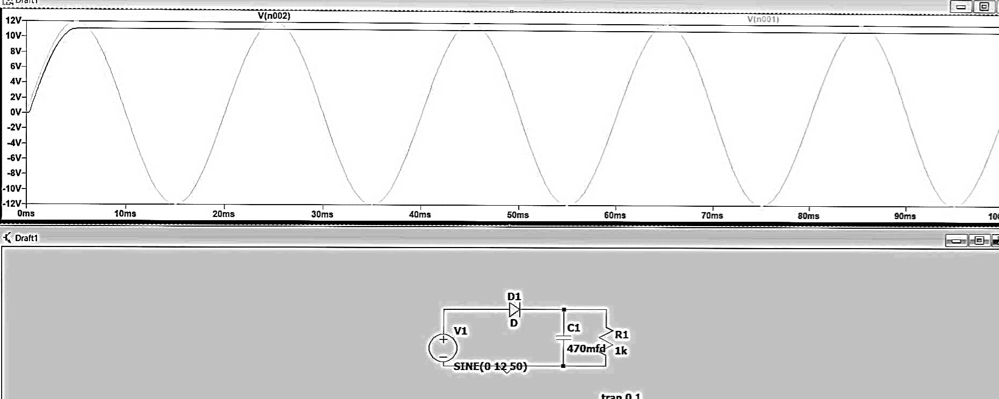 Draft1
V(n002) V(n001)
12V
10V
8V
6V
4V
2V
0V
-2V
-4V
-6V
-8V
-10V
-12V
0ms 10ms 20ms 30ms 40ms 50ms 60ms 70ms 80ms 90ms 100
Draft1
D1
D
V1
C1
R1
470mfd
1k
SINE(0 12 50)
tran 0.1